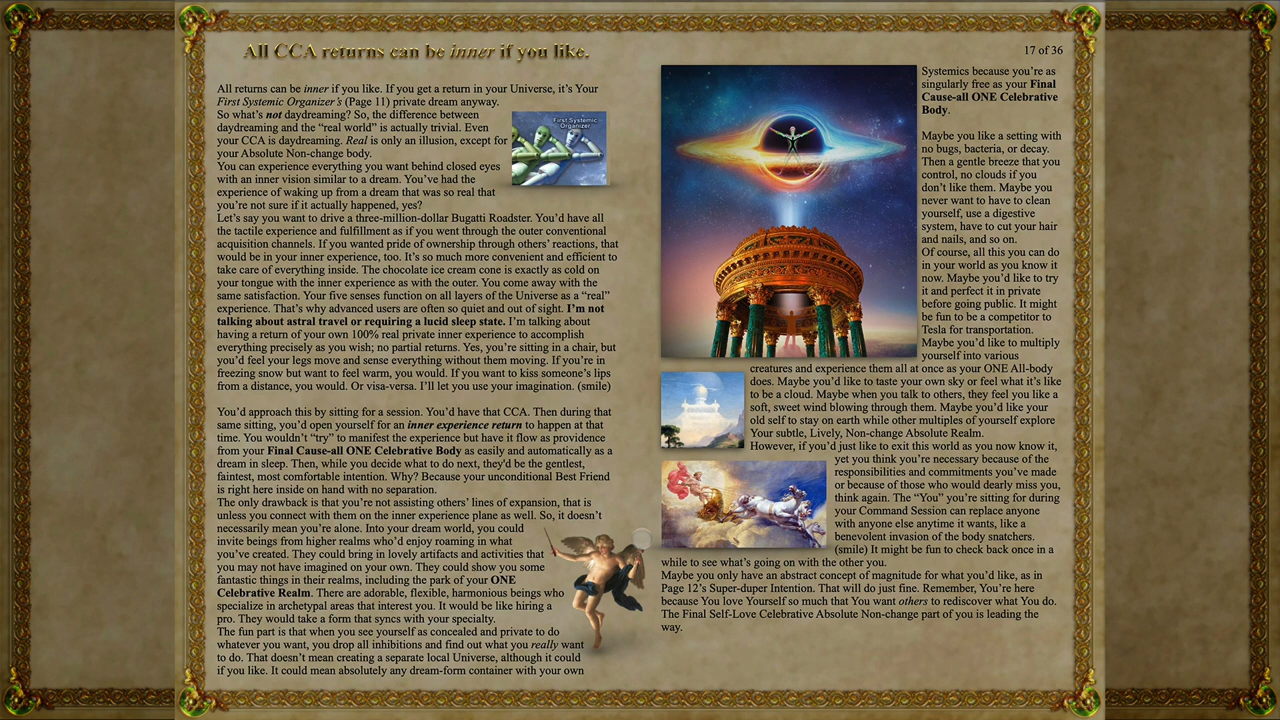 All CCA returns can be inner if you like.
17 of 36
All returns can be inner if you like. If you get a return in your Universe, it's Your
First Systemic Organizer's (Page 11) private dream anyway.
So what's not daydreaming? So, the difference between
daydreaming and the “real world” is actually trivial. Even
your CCA is daydreaming. Real is only an illusion, except for
your Absolute Non-change body.
First Systemic
Organizer
You can experience everything you want behind closed eyes
with an inner vision similar to a dream. You've had the
experience of waking up from a dream that was so real that
you're not sure if it actually happened, yes?
Let's say you want to drive a three-million-dollar Bugatti Roadster. You'd have all
the tactile experience and fulfillment as if you went through the outer conventional
acquisition channels. If you wanted pride of ownership through others' reactions, that
would be in your inner experience, too. It's so much more convenient and efficient to
take care of everything inside. The chocolate ice cream cone is exactly as cold on
your tongue with the inner experience as with the outer. You come away with the
same satisfaction. Your five senses function on all layers of the Universe as a “real”
experience. That's why advanced users are often so quiet and out of sight. I'm not
talking about astral travel or requiring a lucid sleep state. I'm talking about
having a return of your own 100% real private inner experience to accomplish
everything precisely as you wish; no partial returns. Yes, you're sitting in a chair, but
you'd feel your legs move and sense everything without them moving. If you're in
freezing snow but want to feel warm, you would. If you want to kiss someone's lips
from a distance, you would. Or visa-versa. I'll let you use your imagination. (smile)
You'd approach this by sitting for a session. You'd have that CCA. Then during that
same sitting, you'd open yourself for an inner experience return to happen at that
time. You wouldn't “try” to manifest the experience but have it flow as providence
from your Final Cause-all ONE Celebrative Body as easily and automatically as a
dream in sleep. Then, while you decide what to do next, they'd be the gentlest,
faintest, most comfortable intention. Why? Because your unconditional Best Friend
is right here inside on hand with no separation.
The only drawback is that you're not assisting others' lines of expansion, that is
unless you connect with them on the inner experience plane as well. So, it doesn't
necessarily mean you're alone. Into your dream world, you could
invite beings from higher realms who'd enjoy roaming in what
you've created. They could bring in lovely artifacts and activities that
you may not have imagined on your own. They could show you some
fantastic things in their realms, including the park of your ONE
Celebrative Realm. There are adorable, flexible, harmonious beings who
specialize in archetypal areas that interest you. It would be like hiring a
pro. They would take a form that syncs with your specialty.
The fun part is that when you see yourself as concealed and private to do
whatever you want, you drop all inhibitions and find out what you really want
to do. That doesn't mean creating a separate local Universe, although it could
if you like. It could mean absolutely any dream-form container with your own
Systemics because you're as
singularly free as your Final
Cause-all ONE Celebrative
Body.
Maybe you like a setting with
no bugs, bacteria, or decay.
Then a gentle breeze that you
control, no clouds if you
don't like them. Maybe you
never want to have to clean
yourself, use a digestive
system, have to cut your hair
and nails, and so on.
Of course, all this you can do
in your world as you know it
now. Maybe you'd like to try
it and perfect it in private
before going public. It might
be fun to be a competitor to
Tesla for transportation.
Maybe you'd like to multiply
yourself into various
creatures and experience them all at once as your ONE All-body
does. Maybe you'd like to taste your own sky or feel what it's like
to be a cloud. Maybe when you talk to others, they feel you like a
soft, sweet wind blowing through them. Maybe you'd like your
old self to stay on earth while other multiples of yourself explore
Your subtle, Lively, Non-change Absolute Realm.
However, if you'd just like to exit this world as you now know it,
yet you think you're necessary because of the
responsibilities and commitments you've made
or because of those who would dearly miss you,
think again. The “You” you're sitting for during
your Command Session can replace anyone
with anyone else anytime it wants, like a
benevolent invasion of the body snatchers.
(smile) It might be fun to check back once in a
while to see what's going on with the other you.
Maybe you only have an abstract concept of magnitude for what you'd like, as in
Page 12's Super-duper Intention. That will do just fine. Remember, You're here
because You love Yourself so much that You want others to rediscover what You do.
The Final Self-Love Celebrative Absolute Non-change part of you is leading the
way.